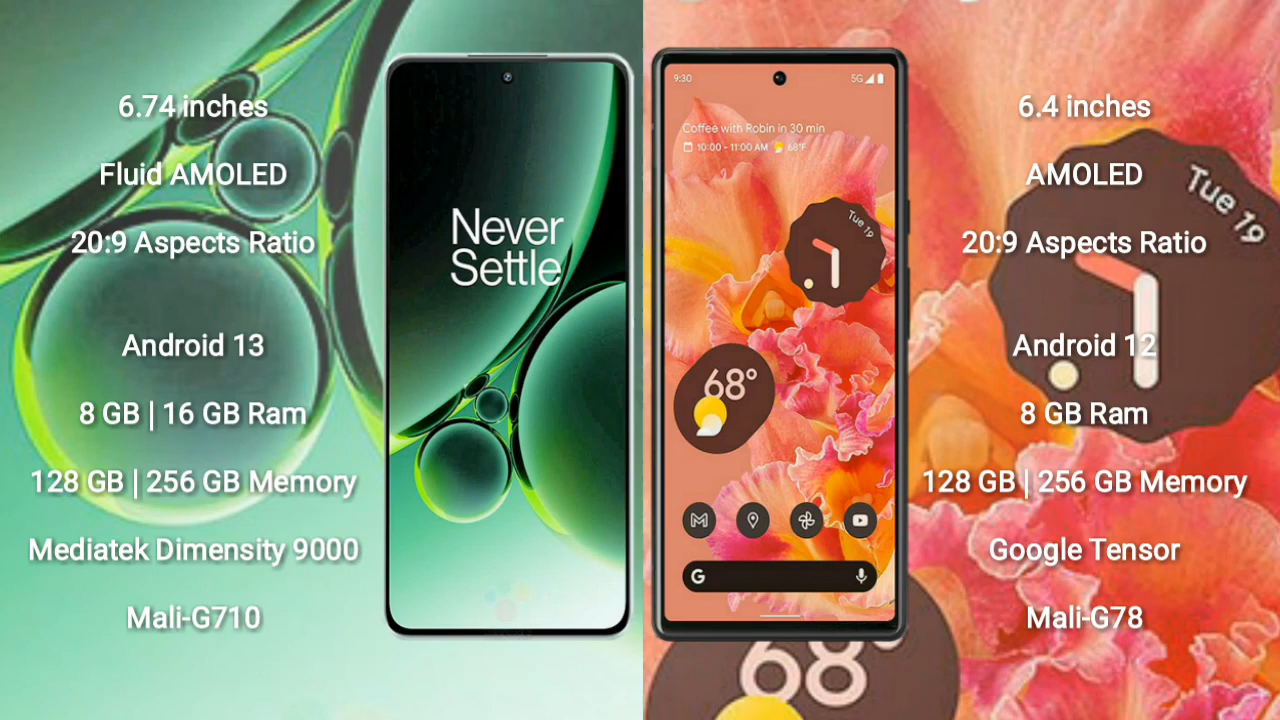 6.74 inches
Fluid AMOLED
20:9 Aspects Ratio
Android 13
8 GB | 16 GB Ram
128 GB | 256 GB Memory
Mediatek Dimensity 9000
Mali-G710
Never
Settle
9:30
5G
Coffee with Robin in 30 min
10:00 - 11:00 AM 68°F
Tue 19
68°
G
6.4 inches
AMOLED
Tue 19
20:9 Aspects Ratio
Android 12
8 GB Ram
128 GB | 256 GB Memory
Google Tensor
Mali-G78
68°